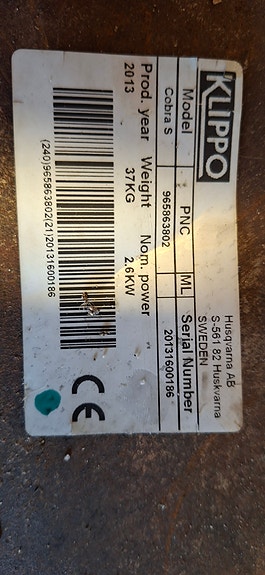 KLIPPO
Husqvarna AB
S-561 82 Huskvarna
SWEDEN
Model PNC ML Serial Number
Cobra S 965863802 20131600186
Prod. year Weight Nom. power
2013 37KG 2,6KW
(240)965863802(21)20131600186
CE